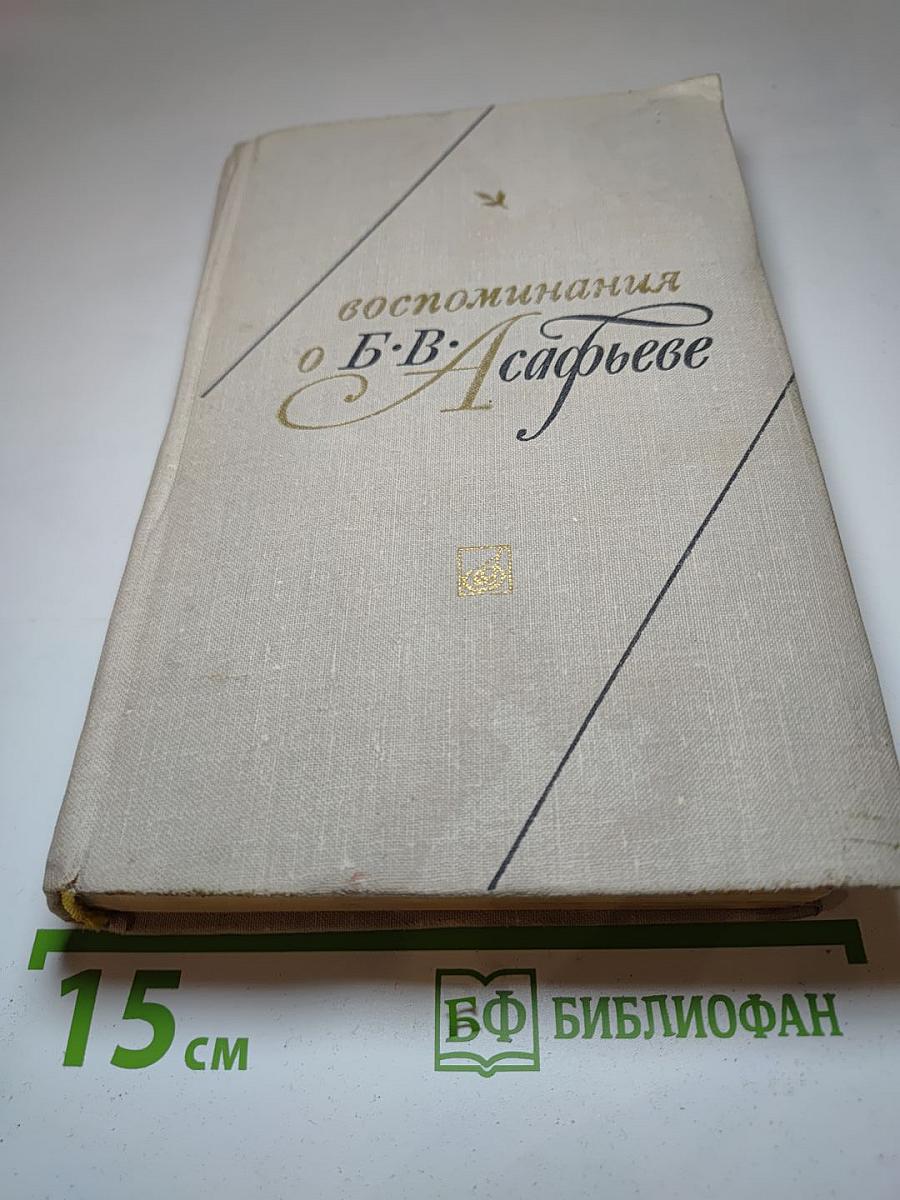 воспоминания
о Б·В·Асафьеве
15 см
БФ БИБЛИОФАН